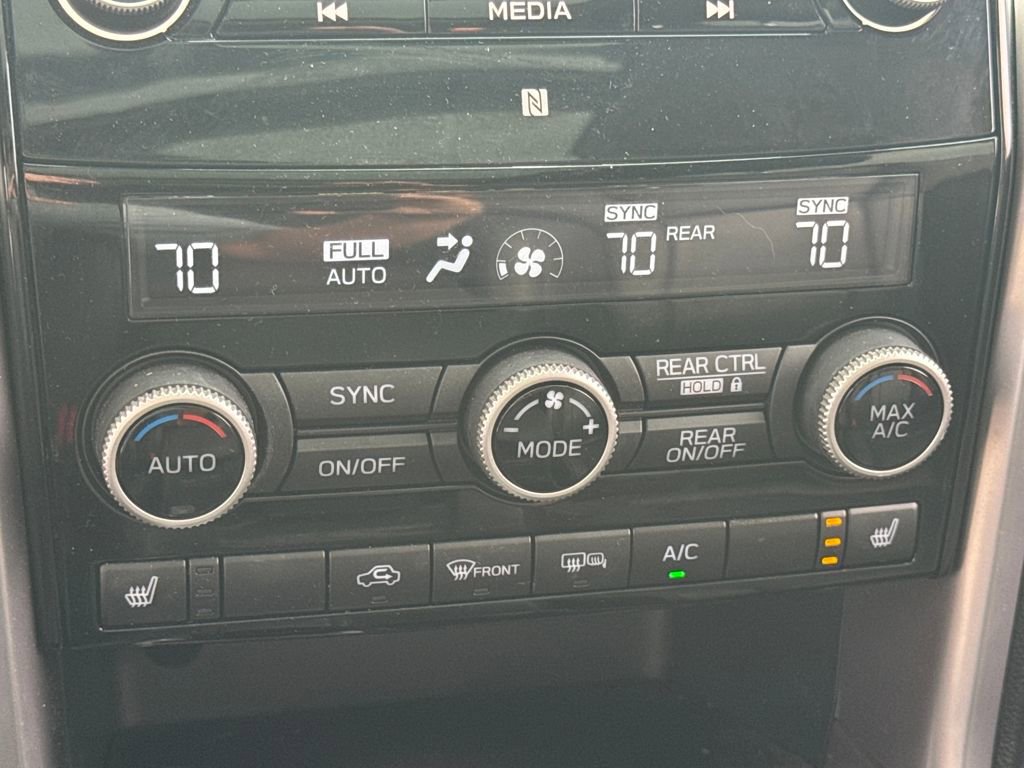 MEDIA
70
FULL
AUTO
SYNC
70 REAR
SYNC
70
AUTO
SYNC
ON/OFF
MODE
REAR CTRL
HOLD
REAR
ON/OFF
MAX
A/C
FRONT
A/C